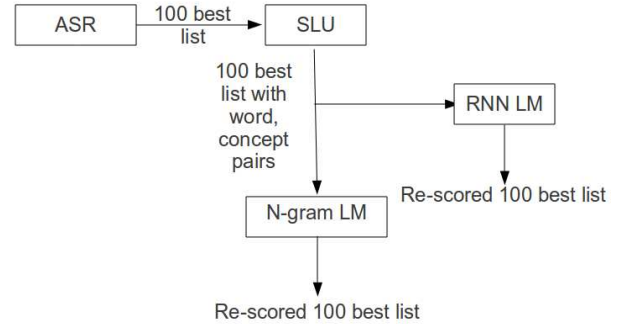 ASR
100 best
list
SLU
100 best
list with
word,
concept
pairs
RNN LM
Re-scored 100 best list
N-gram LM
Re-scored 100 best list